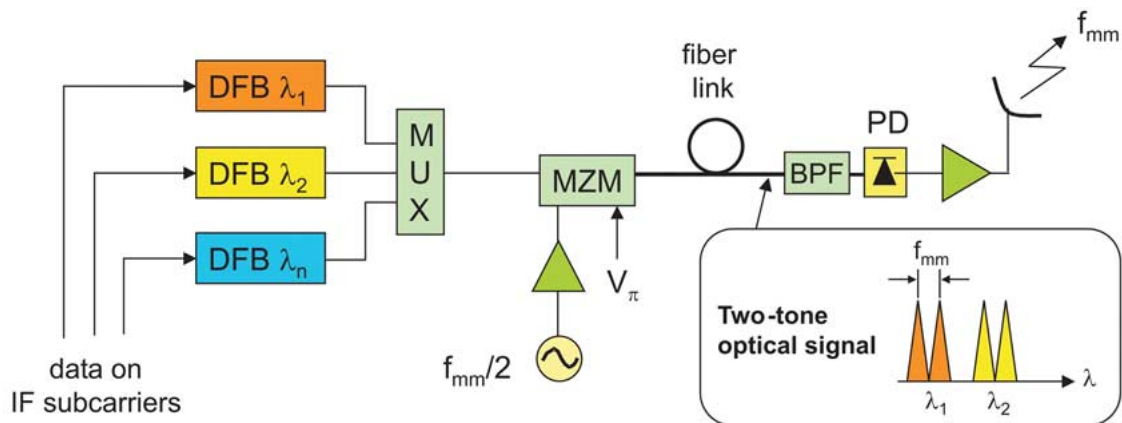 DFB λ1
DFB λ2
DFB λn
M
U
X
MZM
fiber
link
BPF
PD
fmm
Vπ
fmm/2
data on
IF subcarriers
fmm
Two-tone
optical signal
λ
λ1
λ2